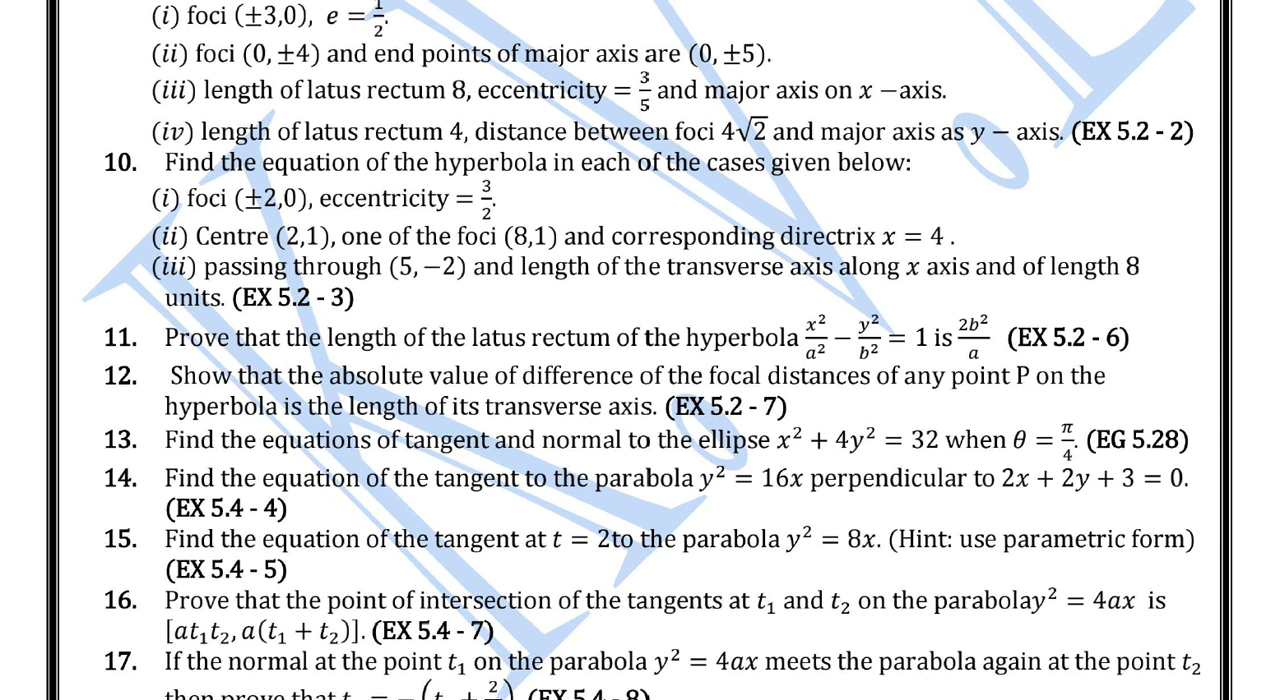 (i) foci (±3,0), e = 1/2.
(ii) foci (0, ±4) and end points of major axis are (0, ±5).
(iii) length of latus rectum 8, eccentricity = 3/5 and major axis on x −axis.
(iv) length of latus rectum 4, distance between foci 4√2 and major axis as y − axis. (EX 5.2 - 2)
10. Find the equation of the hyperbola in each of the cases given below:
(i) foci (±2,0), eccentricity = 3/2.
(ii) Centre (2,1), one of the foci (8,1) and corresponding directrix x = 4 .
(iii) passing through (5, −2) and length of the transverse axis along x axis and of length 8
units. (EX 5.2 - 3)
11. Prove that the length of the latus rectum of the hyperbola x²/a² − y²/b² = 1 is 2b²/a (EX 5.2 - 6)
12. Show that the absolute value of difference of the focal distances of any point P on the
hyperbola is the length of its transverse axis. (EX 5.2 - 7)
13. Find the equations of tangent and normal to the ellipse x² + 4y² = 32 when θ = π/4. (EG 5.28)
14. Find the equation of the tangent to the parabola y² = 16x perpendicular to 2x + 2y + 3 = 0.
(EX 5.4 - 4)
15. Find the equation of the tangent at t = 2to the parabola y² = 8x. (Hint: use parametric form)
(EX 5.4 - 5)
16. Prove that the point of intersection of the tangents at t₁ and t₂ on the parabolay² = 4ax is
[at₁t₂, a(t₁ + t₂)]. (EX 5.4 - 7)
17. If the normal at the point t₁ on the parabola y² = 4ax meets the parabola again at the point t₂
then prove that t = − (t + 2/ ) (EX 5.4 - 8)